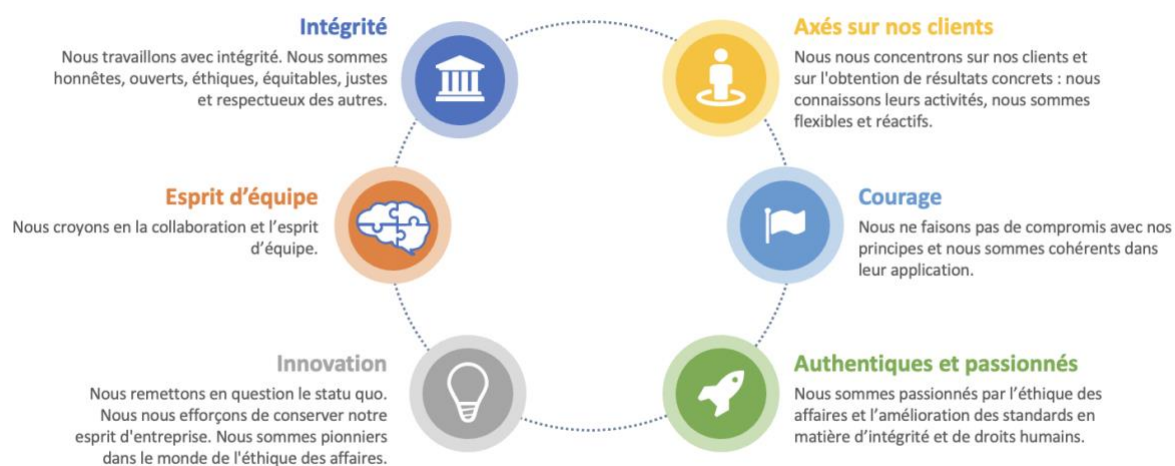 Intégrité
Nous travaillons avec intégrité. Nous sommes
honnêtes, ouverts, éthiques, équitables, justes
et respectueux des autres.
Axés sur nos clients
Nous nous concentrons sur nos clients et
sur l'obtention de résultats concrets : nous
connaissons leurs activités, nous sommes
flexibles et réactifs.
Esprit d’équipe
Nous croyons en la collaboration et l’esprit
d’équipe.
Courage
Nous ne faisons pas de compromis avec nos
principes et nous sommes cohérents dans
leur application.
Innovation
Nous remettons en question le statu quo.
Nous nous efforçons de conserver notre
esprit d'entreprise. Nous sommes pionniers
dans le monde de l'éthique des affaires.
Authentiques et passionnés
Nous sommes passionnés par l’éthique des
affaires et l’amélioration des standards en
matière d’intégrité et de droits humains.